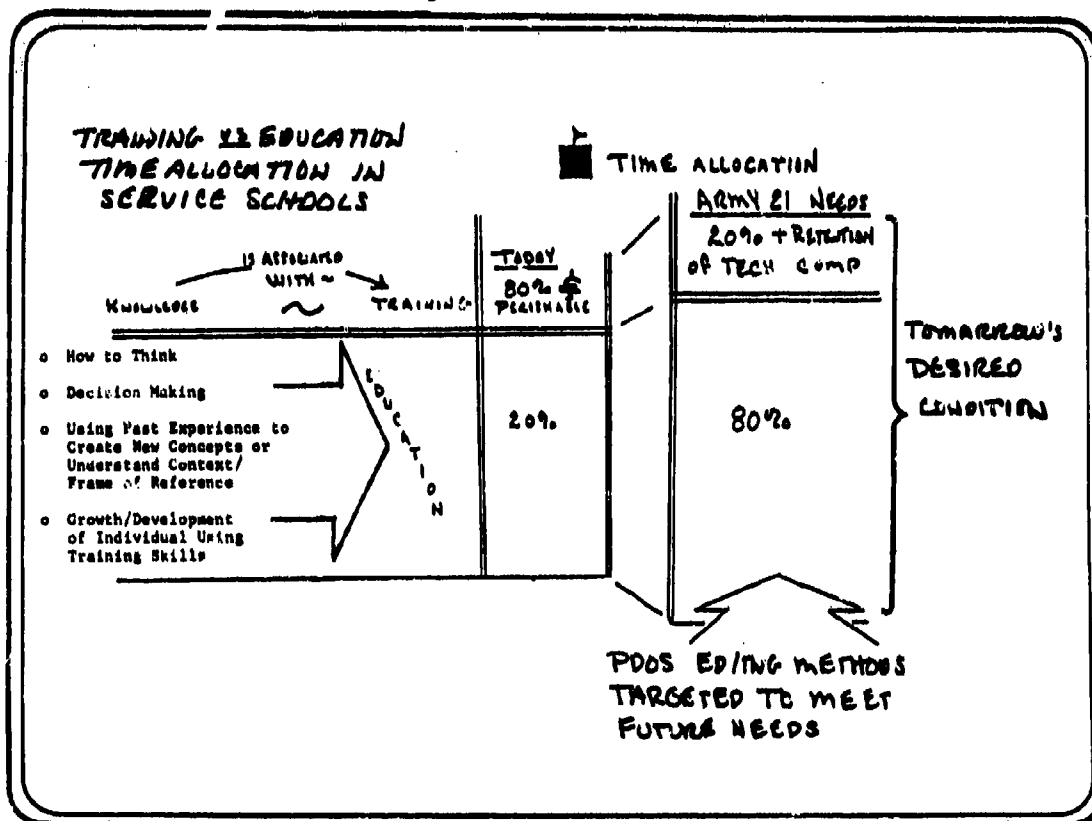 TRAINING VS EDUCATION
TIME ALLOCATION IN
SERVICE SCHOOLS
TIME ALLOCATION
IS ASSOCIATED
WITH ~
KNOWLEDGE ~ TRAINING
TODAY
80%
PERISHABLE
ARMY 21 NEEDS
20% + RETENTION
OF TECH COMP
o How to Think
o Decision Making
o Using Past Experience to
Create New Concepts or
Understand Context/
Frame of Reference
o Growth/Development
of Individual Using
Training Skills
EDUCATION
20%
80%
TOMARROW'S
DESIRED
CONDITION
PDOS ED/TNG METHODS
TARGETED TO MEET
FUTURE NEEDS